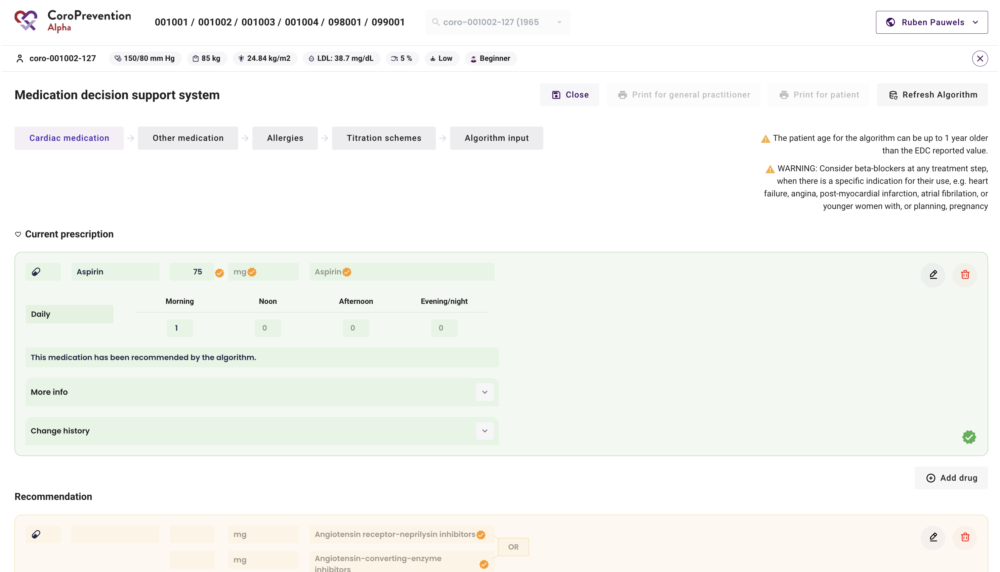 CoroPrevention
Alpha
001001 / 001002 / 001003 / 001004 / 098001 / 099001
coro-001002-127 (1965
Ruben Pauwels
coro-001002-127
150/80 mm Hg
85 kg
24.84 kg/m2
LDL: 38.7 mg/dL
5 %
Low
Beginner
Medication decision support system
Close
Print for general practitioner
Print for patient
Refresh Algorithm
Cardiac medication
Other medication
Allergies
Titration schemes
Algorithm input
The patient age for the algorithm can be up to 1 year older
than the EDC reported value.
WARNING: Consider beta-blockers at any treatment step,
when there is a specific indication for their use, e.g. heart
failure, angina, post-myocardial infarction, atrial fibrilation, or
younger women with, or planning, pregnancy
Current prescription
Aspirin
75
mg
Aspirin
Morning
Noon
Afternoon
Evening/night
Daily
1
0
0
0
This medication has been recommended by the algorithm.
More info
Change history
Add drug
Recommendation
mg
Angiotensin receptor-neprilysin inhibitors
OR
mg
Angiotensin-converting-enzyme
inhibitors